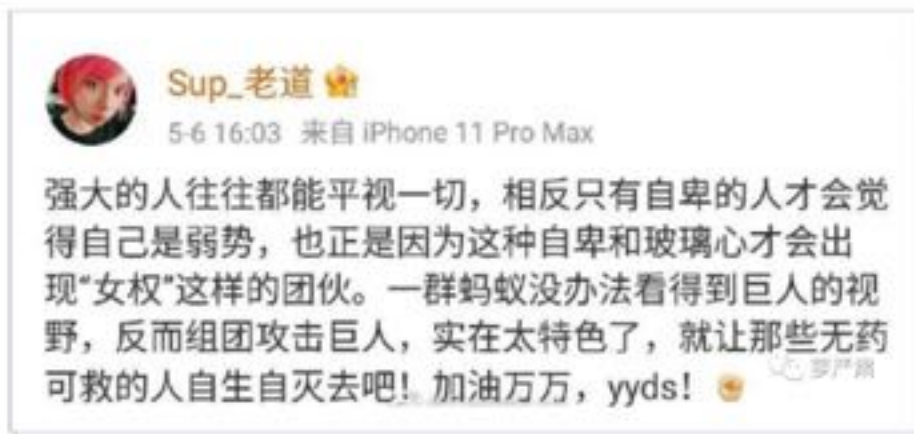 Sup_老道
5-6 16:03 来自 iPhone 11 Pro Max
强大的人往往都能平视一切，相反只有自卑的人才会觉
得自己是弱势，也正是因为这种自卑和玻璃心才会出
现“女权”这样的团伙。一群蚂蚁没办法看得到巨人的视
野，反而组团攻击巨人，实在太特色了，就让那些无药
可救的人自生自灭去吧！加油万万，yyds！
萝严肃